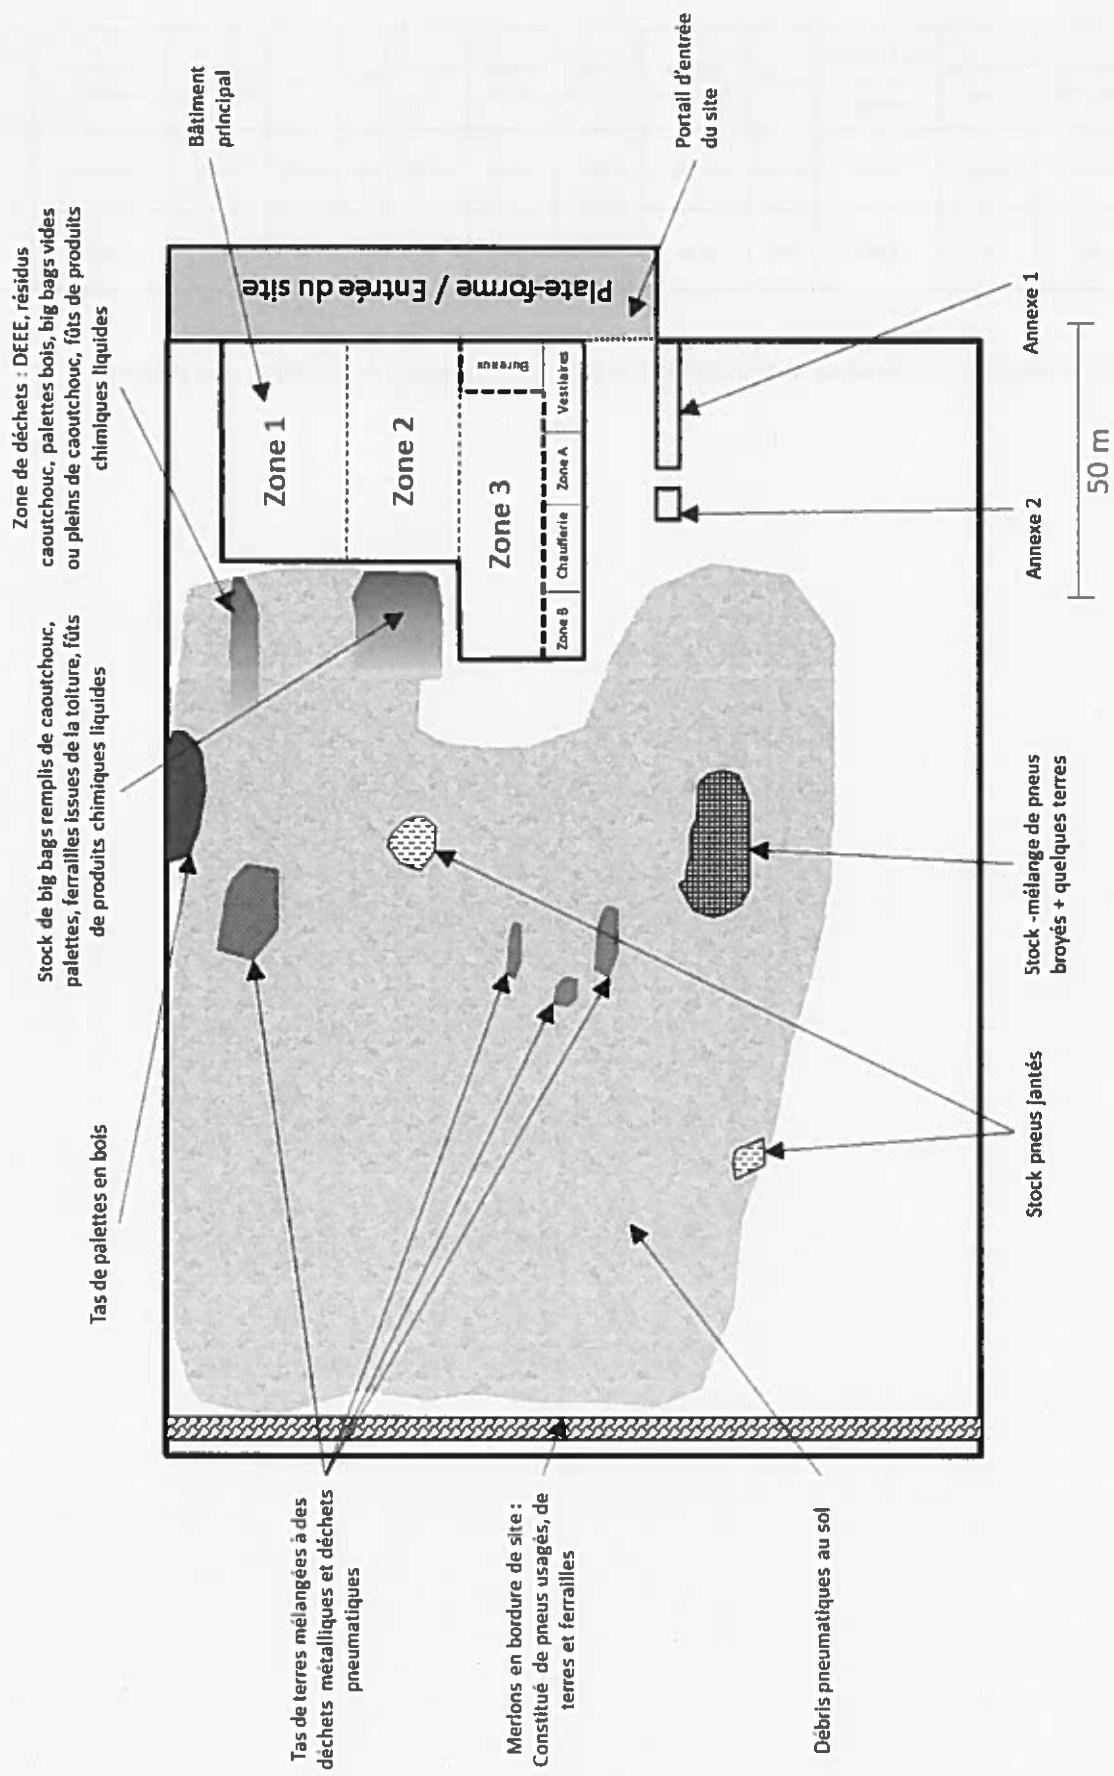 Zone de déchets : DEEE, résidus
caoutchouc, palettes bois, big bags vides
ou pleins de caoutchouc, fûts de produits
chimiques liquides
Bâtiment
principal
Stock de big bags remplis de caoutchouc,
palettes, ferrailles issues de la toiture, fûts
de produits chimiques liquides
Tas de palettes en bois
Portail d'entrée
du site
Plate-forme / Entrée du site
Zone 1
Zone 2
Zone 3
Bureaux
Zone B
Chaufferie
Zone A
Vestiaires
Tas de terres mélangées à des
déchets métalliques et déchets
pneumatiques
Merlons en bordure de site :
Constitué de pneus usagés, de
terres et ferrailles
Débris pneumatiques au sol
Stock pneus jantés
Stock -mélange de pneus
broyés + quelques terres
Annexe 2
Annexe 1
50 m